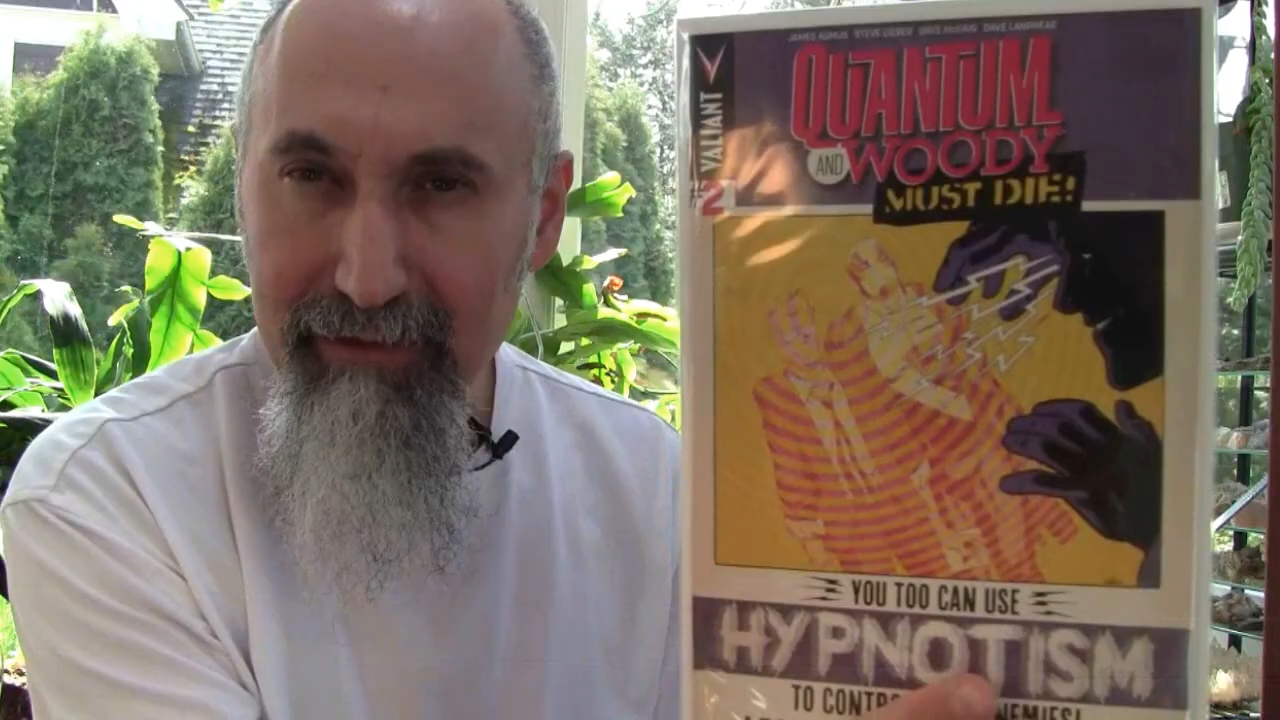 JAMES ASMUS STEVE LIEBER DAVE McCAIG DAVE LANPHEAR
VALIANT
QUANTUM
AND WOODY
MUST DIE!
#2
YOU TOO CAN USE
HYPNOTISM
TO CONTR